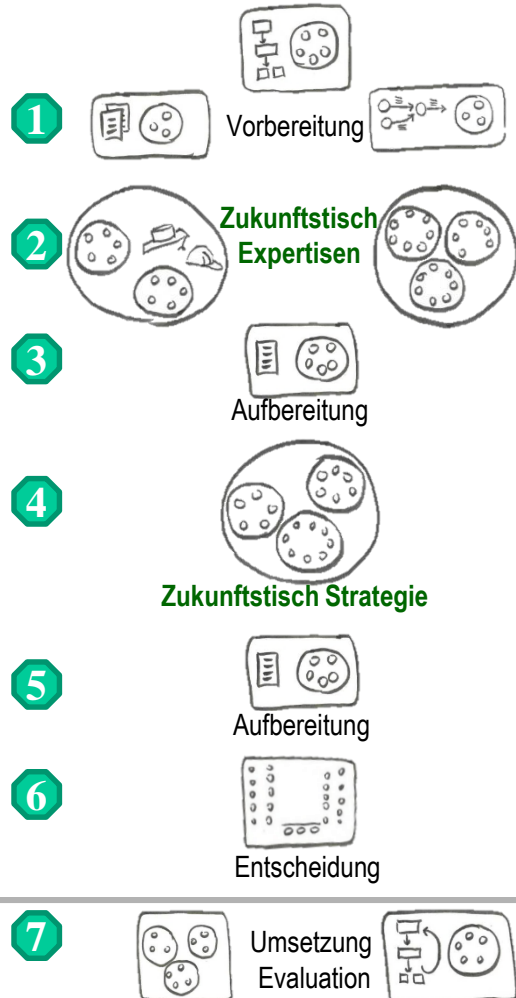 1
Vorbereitung
2
Zukunftstisch
Expertisen
3
Aufbereitung
4
Zukunftstisch Strategie
5
Aufbereitung
6
Entscheidung
7
Umsetzung
Evaluation